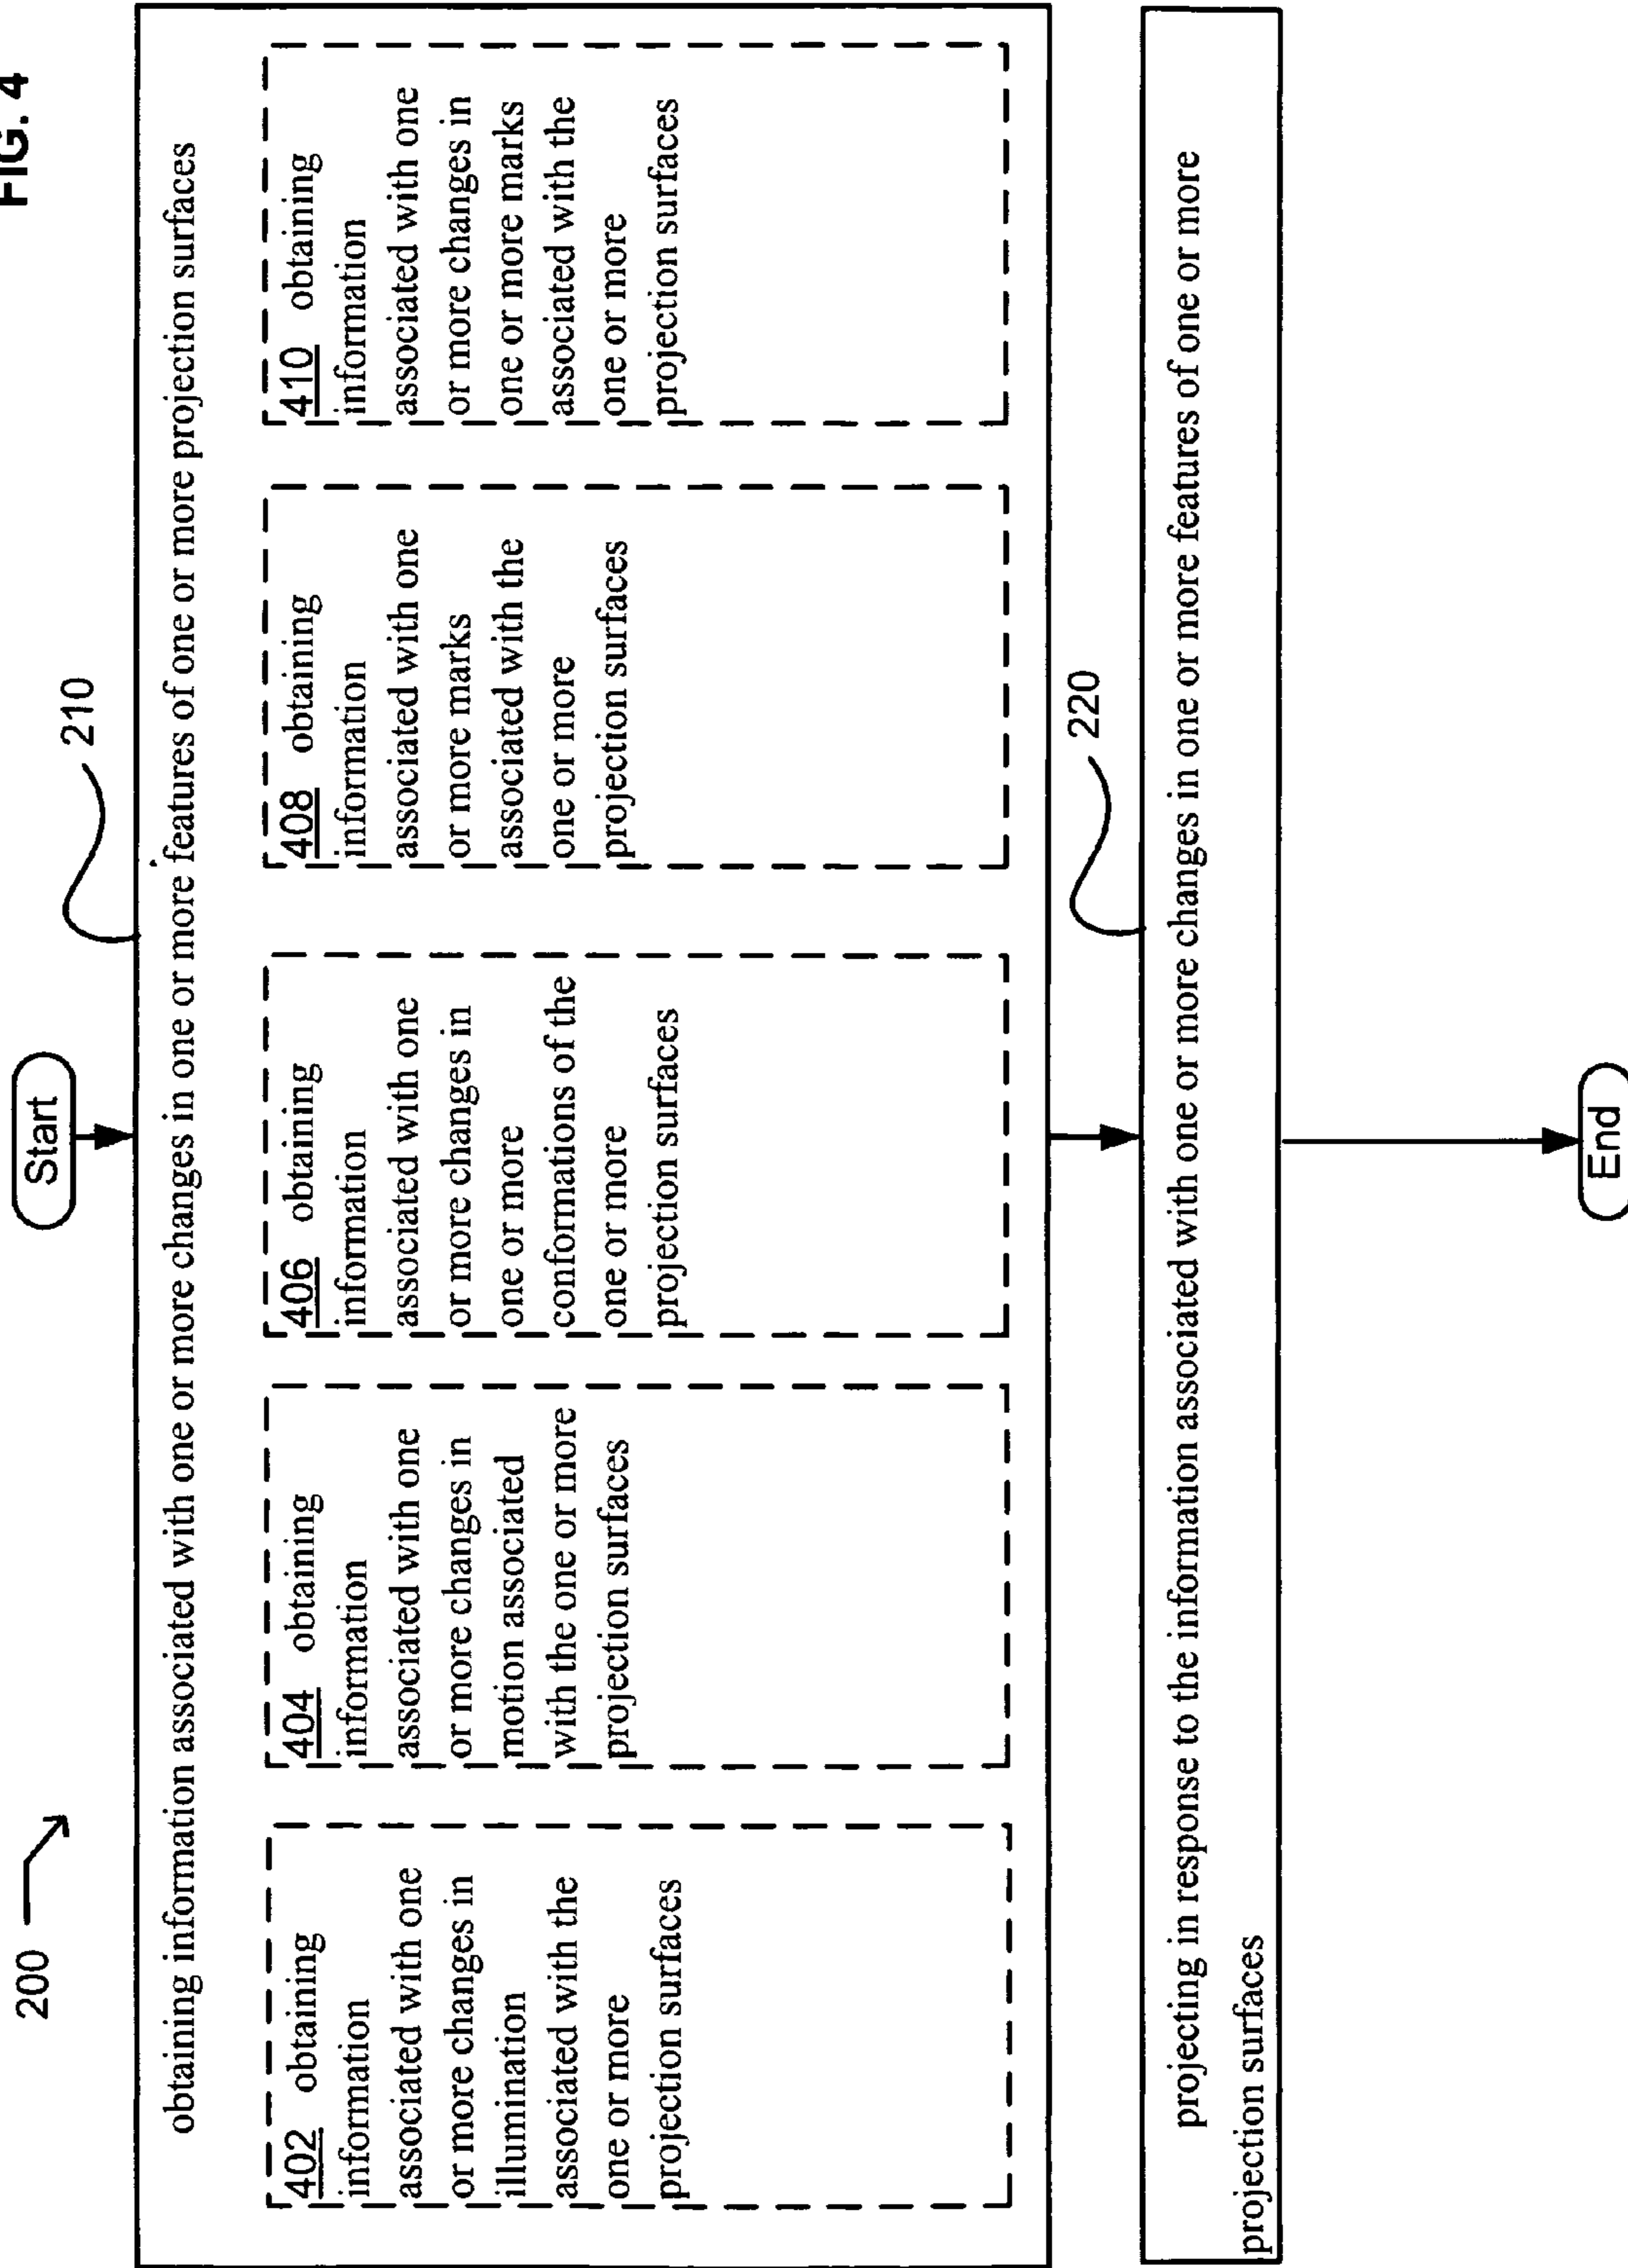 FIG. 4
200
Start
210
obtaining information associated with one or more changes in one or more features of one or more projection surfaces
402 obtaining
information
associated with one
or more changes in
illumination
associated with the
one or more
projection surfaces
404 obtaining
information
associated with one
or more changes in
motion associated
with the one or more
projection surfaces
406 obtaining
information
associated with one
or more changes in
one or more
conformations of the
one or more
projection surfaces
408 obtaining
information
associated with one
or more marks
associated with the
one or more
projection surfaces
410 obtaining
information
associated with one
or more changes in
one or more marks
associated with the
one or more
projection surfaces
220
projecting in response to the information associated with one or more changes in one or more features of one or more
projection surfaces
End